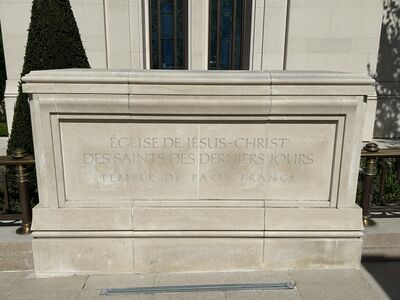 ÉGLISE DE JÉSUS-CHRIST
DES SAINTS DES DERNIERS JOURS
TEMPLE DE PARIS FRANCE